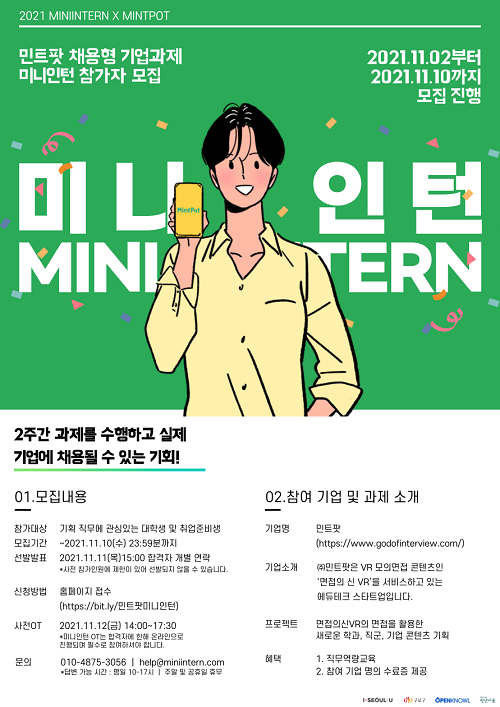 2021 MINIINTERN X MINTPOT
민트팟 채용형 기업과제
미니인턴 참가자 모집
2021.11.02부터
2021.11.10까지
모집 진행
미니 인턴
MINI INTERN
MintPot
2주간 과제를 수행하고 실제
기업에 채용될 수 있는 기회!
01.모집내용
참가대상 기획 직무에 관심있는 대학생 및 취업준비생
모집기간 ~2021.11.10(수) 23:59분까지
선발발표 2021.11.11(목)15:00 합격자 개별 연락
*사전 참가인원에 제한이 있어 선발되지 않을 수 있습니다.
신청방법 홈페이지 접수
(https://bit.ly/민트팟미니인턴)
사전OT 2021.11.12(금) 14:00~17:30
*미니인턴 OT는 합격자에 한해 온라인으로
진행되며 필수로 참여하셔야 합니다.
문의 010-4875-3056 | help@miniintern.com
*답변 가능 시간 : 평일 10-17시 | 주말 및 공휴일 휴무
02.참여 기업 및 과제 소개
기업명 민트팟
(https://www.godofinterview.com/)
기업소개 ㈜민트팟은 VR 모의면접 콘텐츠인
'면접의 신 VR'을 서비스하고 있는
에듀테크 스타트업입니다.
프로젝트 면접의신VR의 면접을 활용한
새로운 학과, 직군, 기업 콘텐츠 기획
혜택 1. 직무역량교육
2. 참여 기업 명의 수료증 제공
I·SEOUL·U 구로구 OPENKNOWL